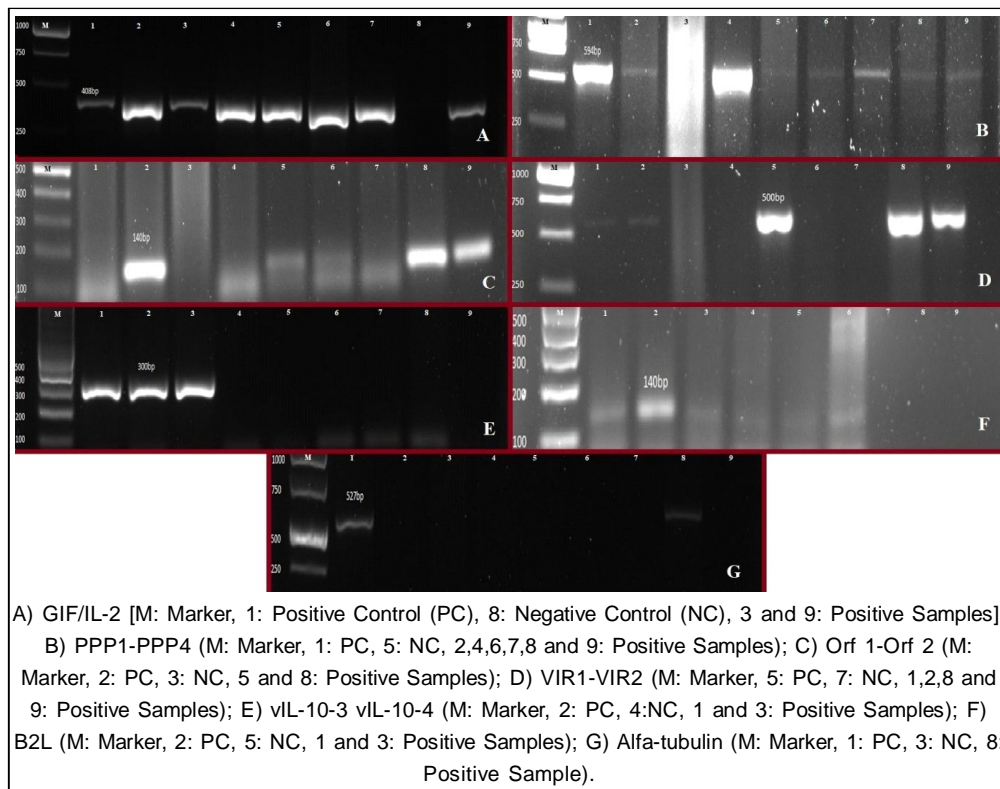 M 1 2 3 4 5 6 7 8 9
1000
750
500
408bp
250
A
M 1 2 3 4 5 6 7 8 9
750
594bp
500
250
B
M 1 2 3 4 5 6 7 8 9
500
400
300
200
140bp
100
C
M 1 2 3 4 5 6 7 8 9
1000
750
500bp
500
250
D
M 1 2 3 4 5 6 7 8 9
500
400
300bp
300
200
100
E
M 1 2 3 4 5 6 7 8 9
500
400
300
200
140bp
100
F
M 1 2 3 4 5 6 7 8 9
1000
750
527bp
500
250
G
A) GIF/IL-2 [M: Marker, 1: Positive Control (PC), 8: Negative Control (NC), 3 and 9: Positive Samples]
B) PPP1-PPP4 (M: Marker, 1: PC, 5: NC, 2,4,6,7,8 and 9: Positive Samples); C) Orf 1-Orf 2 (M:
Marker, 2: PC, 3: NC, 5 and 8: Positive Samples); D) VIR1-VIR2 (M: Marker, 5: PC, 7: NC, 1,2,8 and
9: Positive Samples); E) vIL-10-3 vIL-10-4 (M: Marker, 2: PC, 4:NC, 1 and 3: Positive Samples); F)
B2L (M: Marker, 2: PC, 5: NC, 1 and 3: Positive Samples); G) Alfa-tubulin (M: Marker, 1: PC, 3: NC, 8:
Positive Sample).